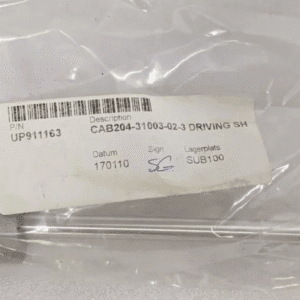 P/N Description
UP911163 CAB204-31003-02-3 DRIVING SH
Datum Sign Lagerplats
170110 SG SUB100